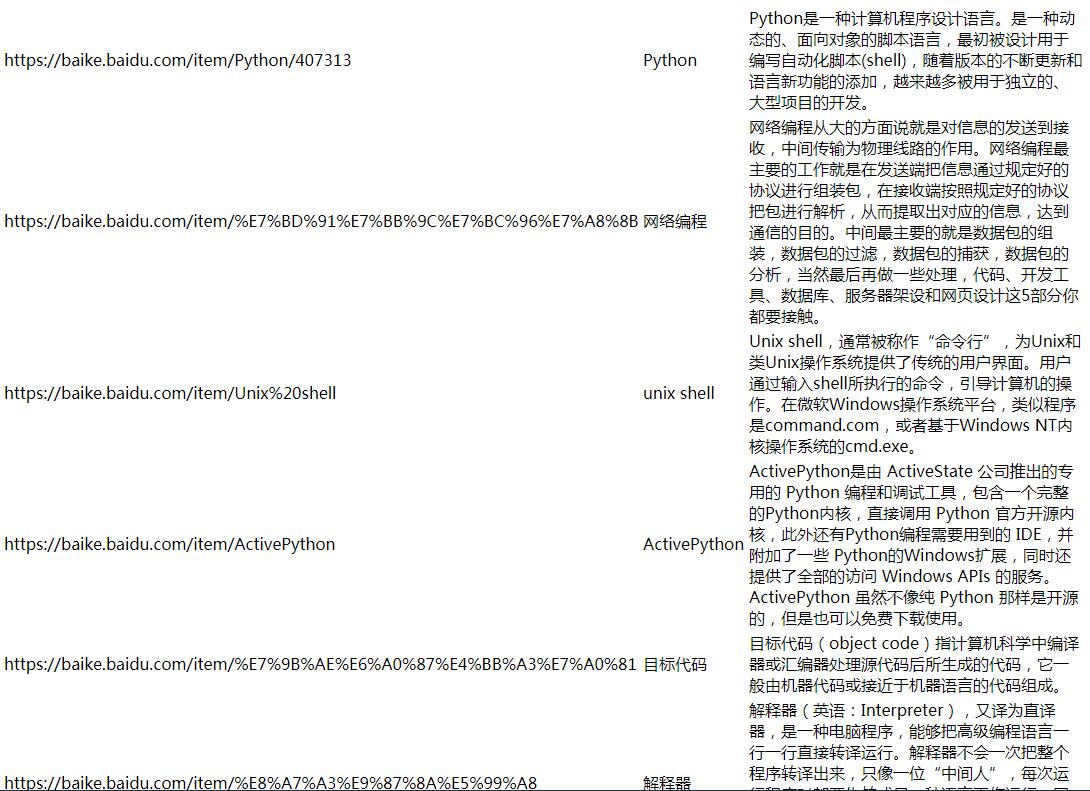 https://baike.baidu.com/item/Python/407313
Python
Python是一种计算机程序设计语言。是一种动
态的、面向对象的脚本语言，最初被设计用于
编写自动化脚本(shell)，随着版本的不断更新和
语言新功能的添加，越来越多被用于独立的、
大型项目的开发。
https://baike.baidu.com/item/%E7%BD%91%E7%BB%9C%E7%BC%96%E7%A8%8B
网络编程
网络编程从大的方面说就是对信息的发送到接
收，中间传输为物理线路的作用。网络编程最
主要的工作就是在发送端把信息通过规定好的
协议进行组装包，在接收端按照规定好的协议
把包进行解析，从而提取出对应的信息，达到
通信的目的。中间最主要的就是数据包的组
装，数据包的过滤，数据包的捕获，数据包的
分析，当然最后再做一些处理，代码、开发工
具、数据库、服务器架设和网页设计这5部分你
都要接触。
https://baike.baidu.com/item/Unix%20shell
unix shell
Unix shell，通常被称作“命令行”，为Unix和
类Unix操作系统提供了传统的用户界面。用户
通过输入shell所执行的命令，引导计算机的操
作。在微软Windows操作系统平台，类似程序
是command.com，或者基于Windows NT内
核操作系统的cmd.exe。
https://baike.baidu.com/item/ActivePython
ActivePython
ActivePython是由 ActiveState 公司推出的专
用的 Python 编程和调试工具，包含一个完整
的Python内核，直接调用 Python 官方开源内
核，此外还有Python编程需要用到的 IDE，并
附加了一些 Python的Windows扩展，同时还
提供了全部的访问 Windows APIs 的服务。
ActivePython 虽然不像纯 Python 那样是开源
的，但是也可以免费下载使用。
https://baike.baidu.com/item/%E7%9B%AE%E6%A0%87%E4%BB%A3%E7%A0%81
目标代码
目标代码（object code）指计算机科学中编译
器或汇编器处理源代码后所生成的代码，它一
般由机器代码或接近于机器语言的代码组成。
https://baike.baidu.com/item/%E8%A7%A3%E9%87%8A%E5%99%A8
解释器
解释器（英语：Interpreter），又译为直译
器，是一种电脑程序，能够把高级编程语言一
行一行直接转译运行。解释器不会一次把整个
程序转译出来，只像一位“中间人”，每次运